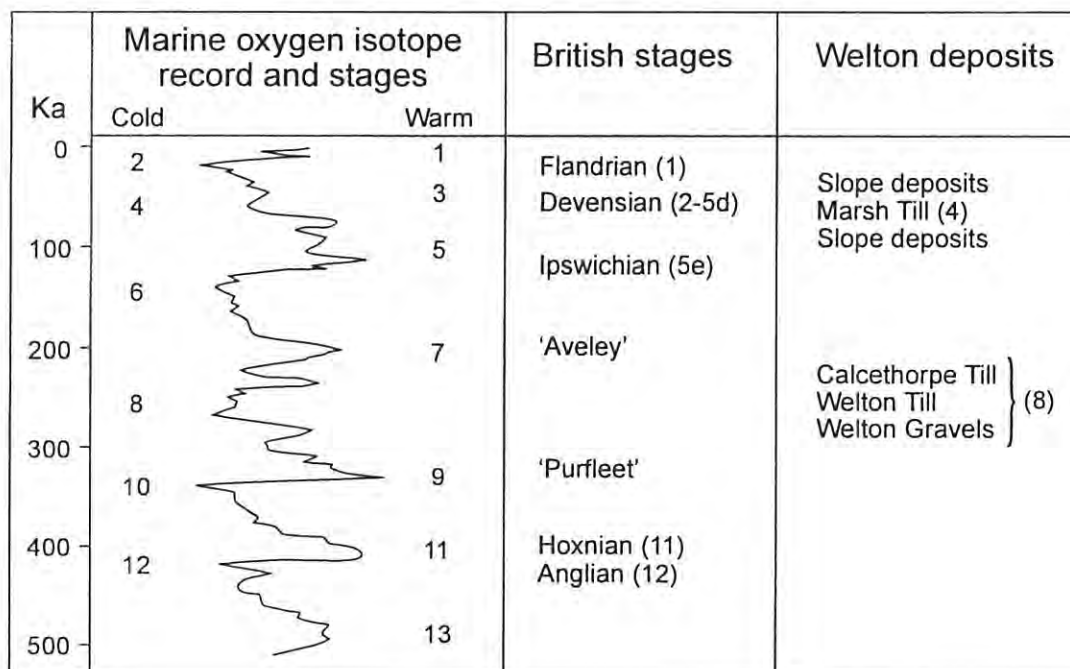 Marine oxygen isotope
record and stages
British stages
Welton deposits
Ka
Cold
Warm
0
2
1
Flandrian (1)
Slope deposits
4
3
Devensian (2-5d)
Marsh Till (4)
Slope deposits
100
5
Ipswichian (5e)
6
200
7
'Aveley'
Calcethorpe Till
8
Welton Till
(8)
Welton Gravels
300
9
'Purfleet'
10
400
11
Hoxnian (11)
12
Anglian (12)
500
13